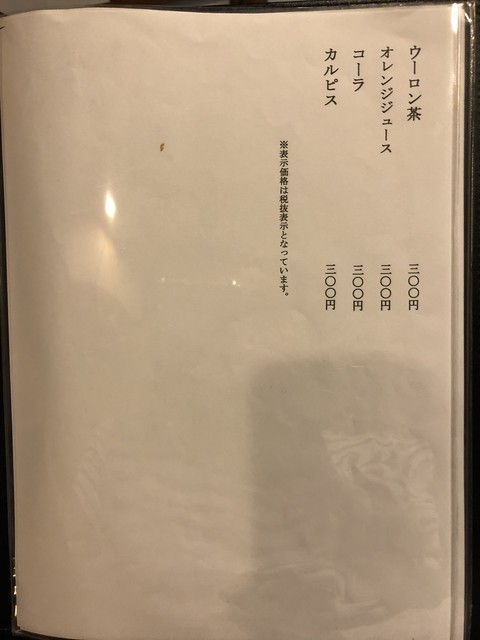 ウーロン茶 三〇〇円
オレンジジュース 三〇〇円
コーラ 三〇〇円
カルピス 三〇〇円
※表示価格は税抜表示となっています。